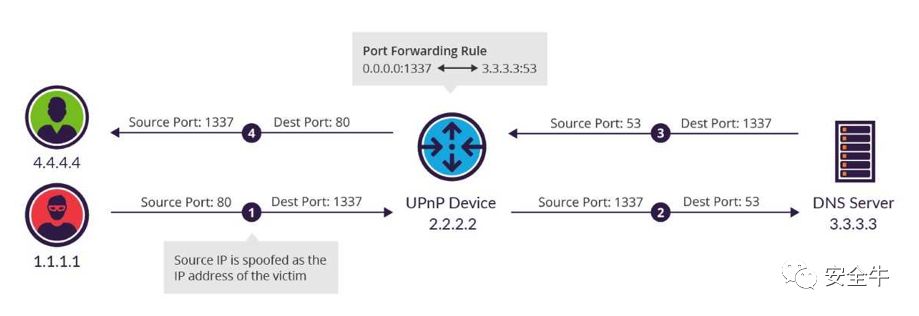 Port Forwarding Rule
0.0.0.0:1337 3.3.3.3:53
Source Port: 1337 4 Dest Port: 80
Source Port: 53 3 Dest Port: 1337
4.4.4.4
Source Port: 80 1 Dest Port: 1337
UPnP Device
2.2.2.2
Source Port: 1337 2 Dest Port: 53
DNS Server
3.3.3.3
1.1.1.1
Source IP is spoofed as the
IP address of the victim
安全牛